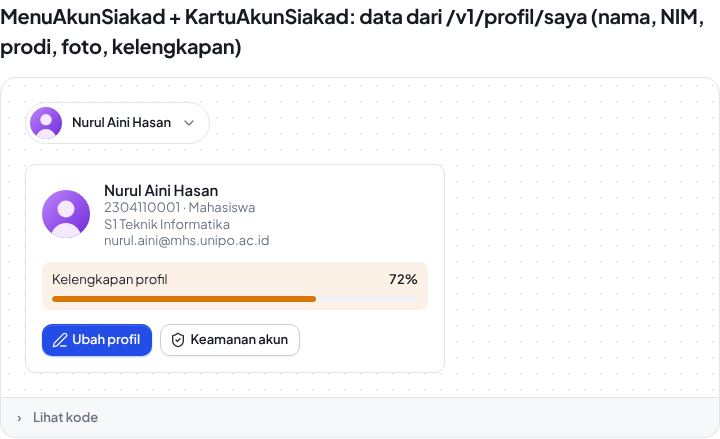 MenuAkunSiakad + KartuAkunSiakad: data dari /v1/profil/saya (nama, NIM,
prodi, foto, kelengkapan)
Nurul Aini Hasan
Nurul Aini Hasan
2304110001 · Mahasiswa
S1 Teknik Informatika
nurul.aini@mhs.unipo.ac.id
Kelengkapan profil 72%
Ubah profil Keamanan akun
› Lihat kode